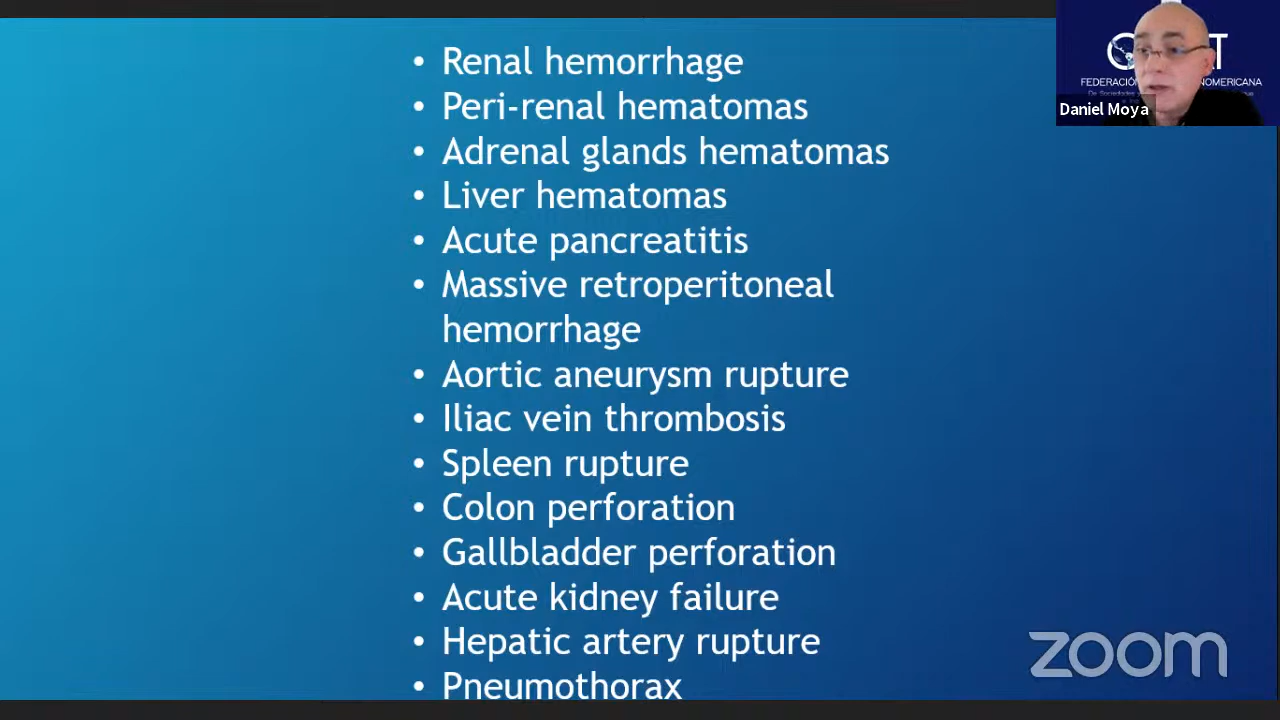 • Renal hemorrhage
• Peri-renal hematomas
• Adrenal glands hematomas
• Liver hematomas
• Acute pancreatitis
• Massive retroperitoneal
hemorrhage
• Aortic aneurysm rupture
• Iliac vein thrombosis
• Spleen rupture
• Colon perforation
• Gallbladder perforation
• Acute kidney failure
• Hepatic artery rupture
• Pneumothorax
FEDERACIÓN
Daniel Moya
zoom